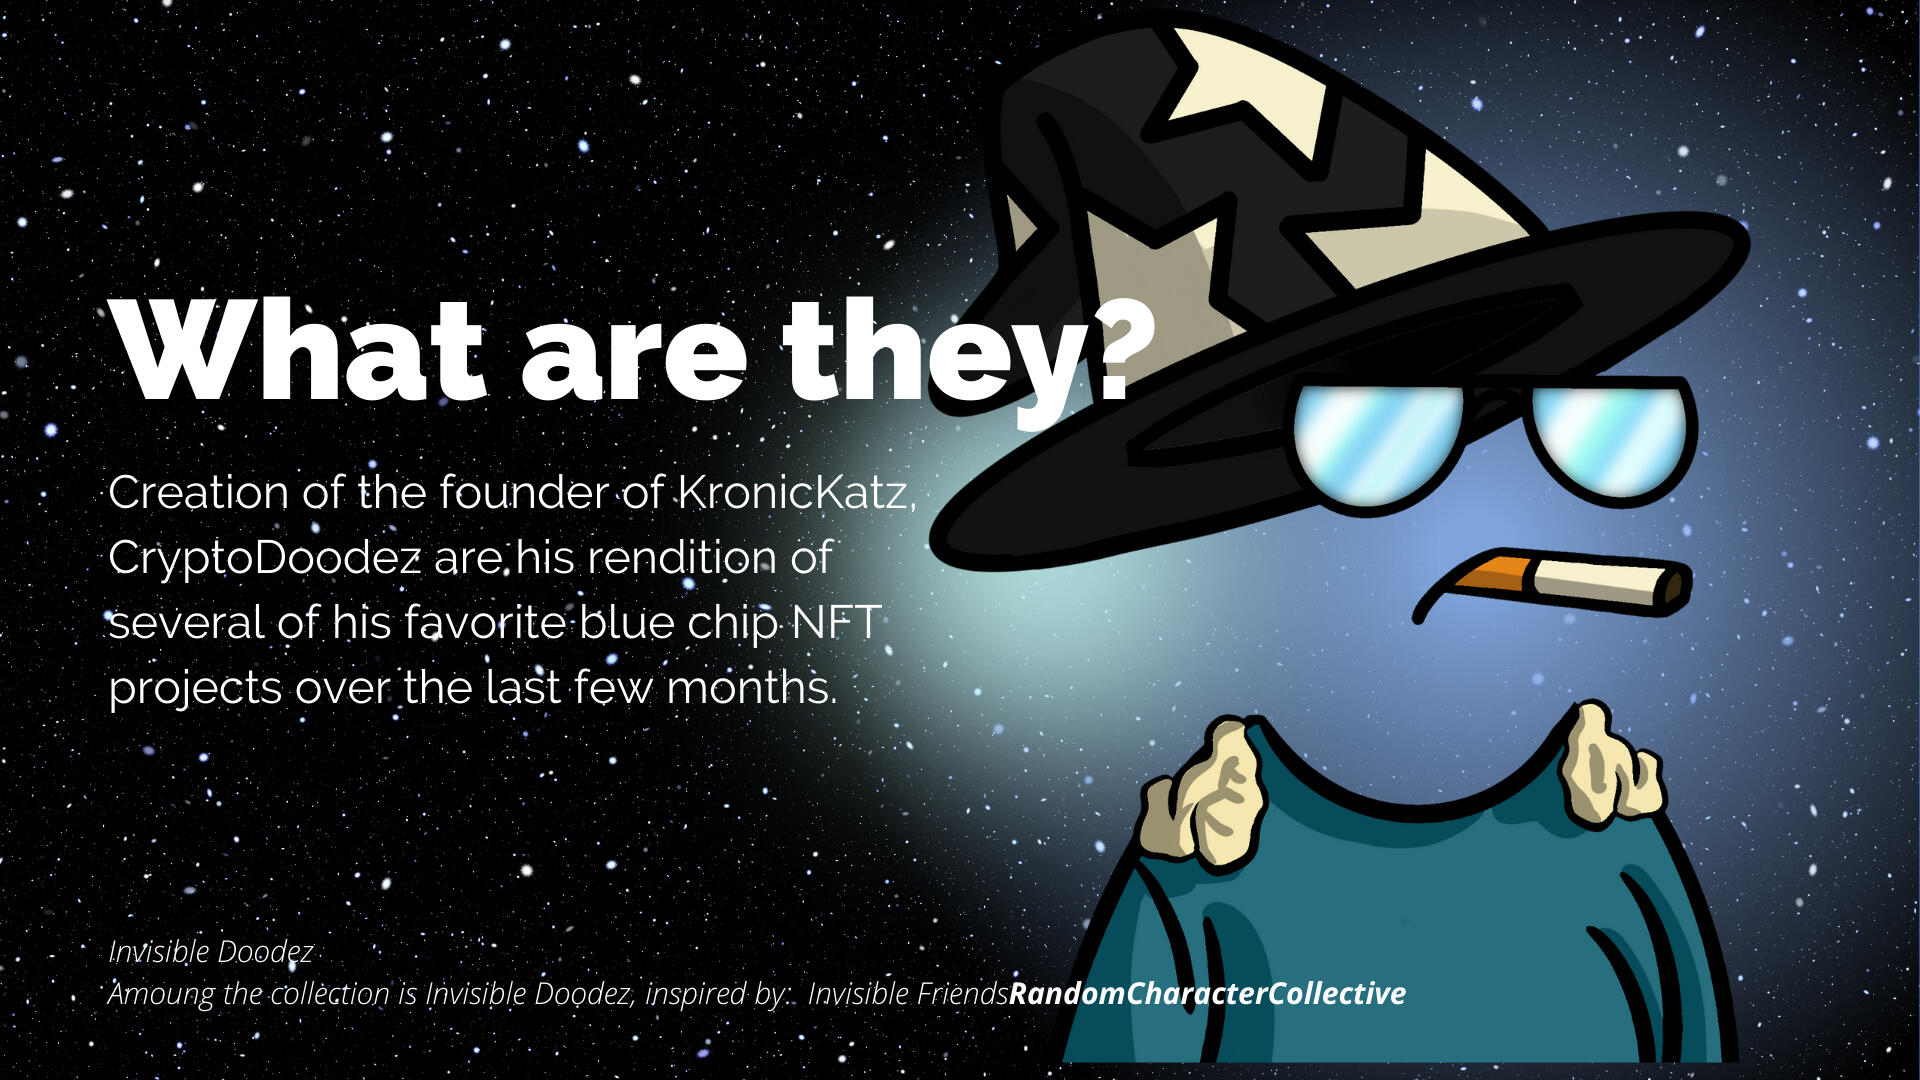 What are they?
Creation of the founder of KronicKatz,
CryptoDoodez are his rendition of
several of his favorite blue chip NFT
projects over the last few months.
Invisible Doodez
Amoung the collection is Invisible Doodez, inspired by:  Invisible FriendsRandomCharacterCollective